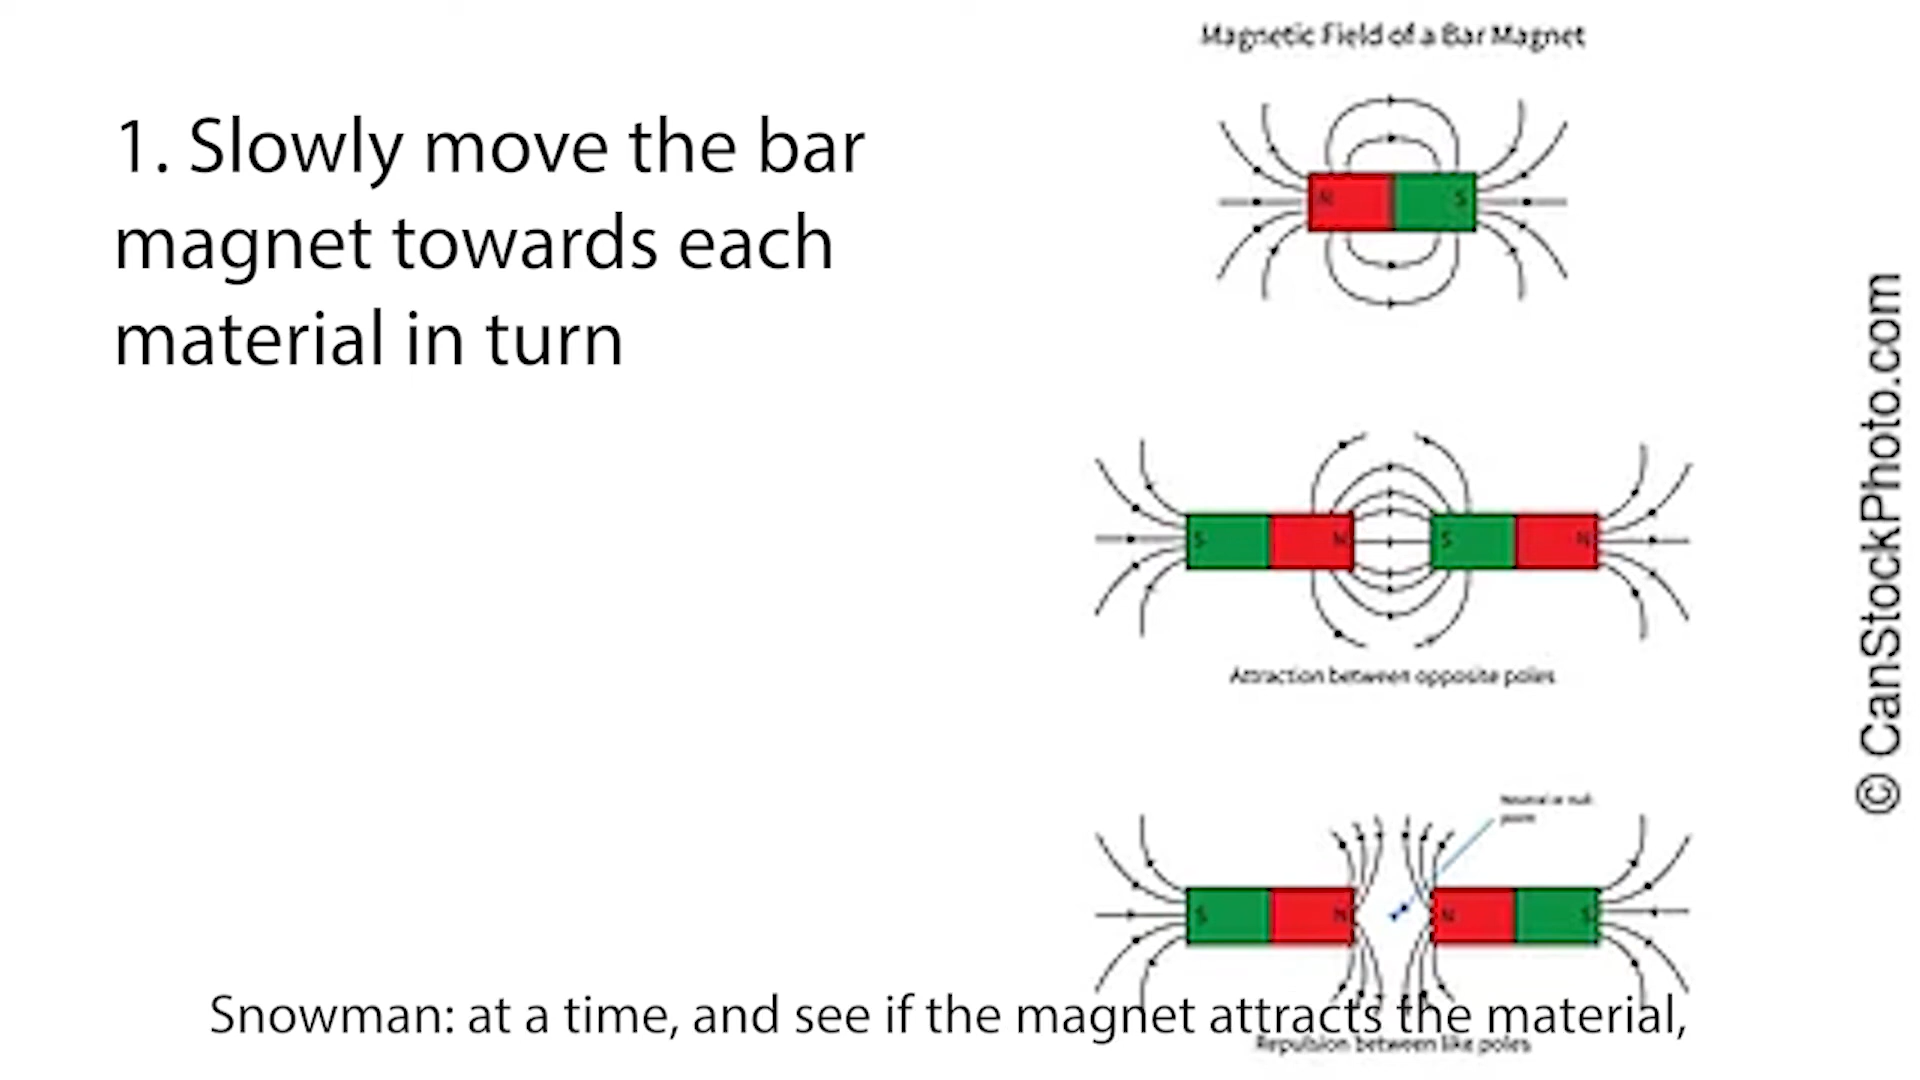 Magnetic Field of a Bar Magnet
1. Slowly move the bar
magnet towards each
material in turn
N S
S N S N
Attraction between opposite poles
Neutral or null
point
S N N S
Snowman: at a time, and see if the magnet attracts the material,
Repulsion between like poles
© CanStockPhoto.com